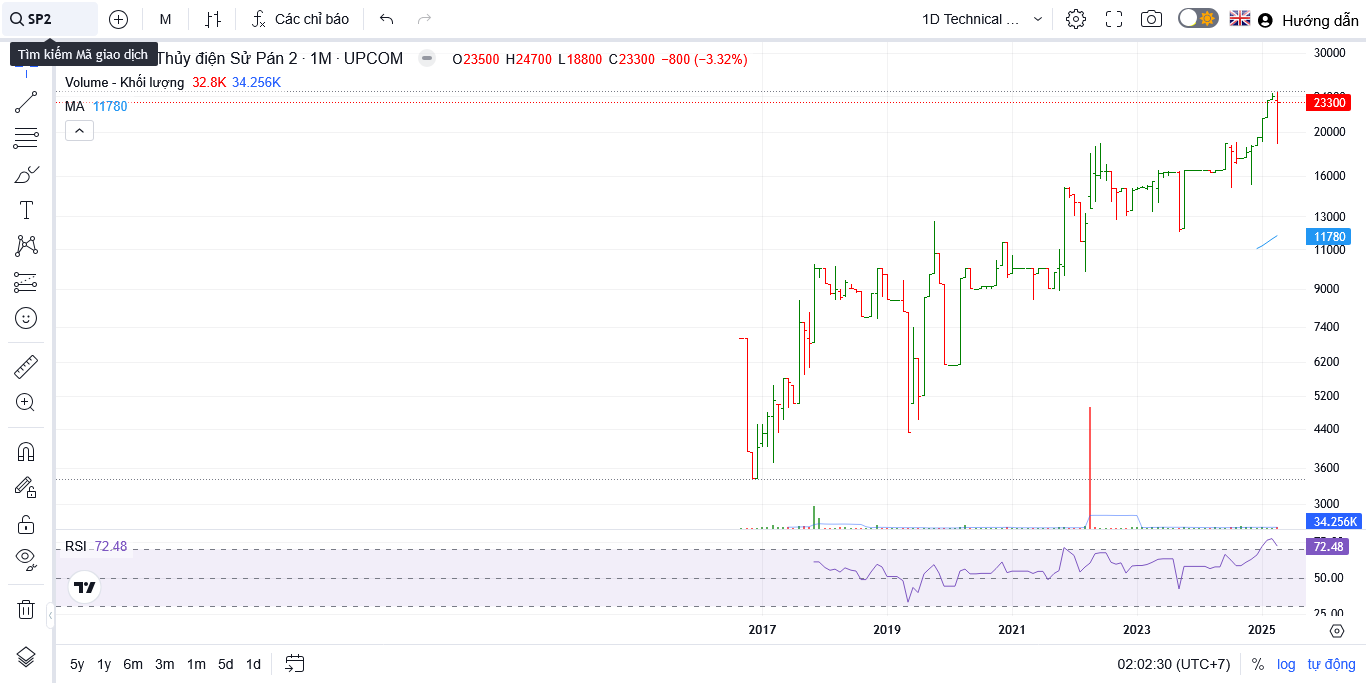 SP2
M
Các chỉ báo
1D Technical ...
Hướng dẫn
Tìm kiếm Mã giao dịch
Thủy điện Sử Pán 2 · 1M · UPCOM
O23500 H24700 L18800 C23300 −800 (−3.32%)
Volume - Khối lượng 32.8K 34.256K
MA 11780
30000
23300
20000
16000
13000
11780
11000
9000
7400
6200
5200
4400
3600
3000
34.256K
RSI 72.48
72.48
50.00
25.00
2017 2019 2021 2023 2025
5y 1y 6m 3m 1m 5d 1d
02:02:30 (UTC+7)
% log tự động